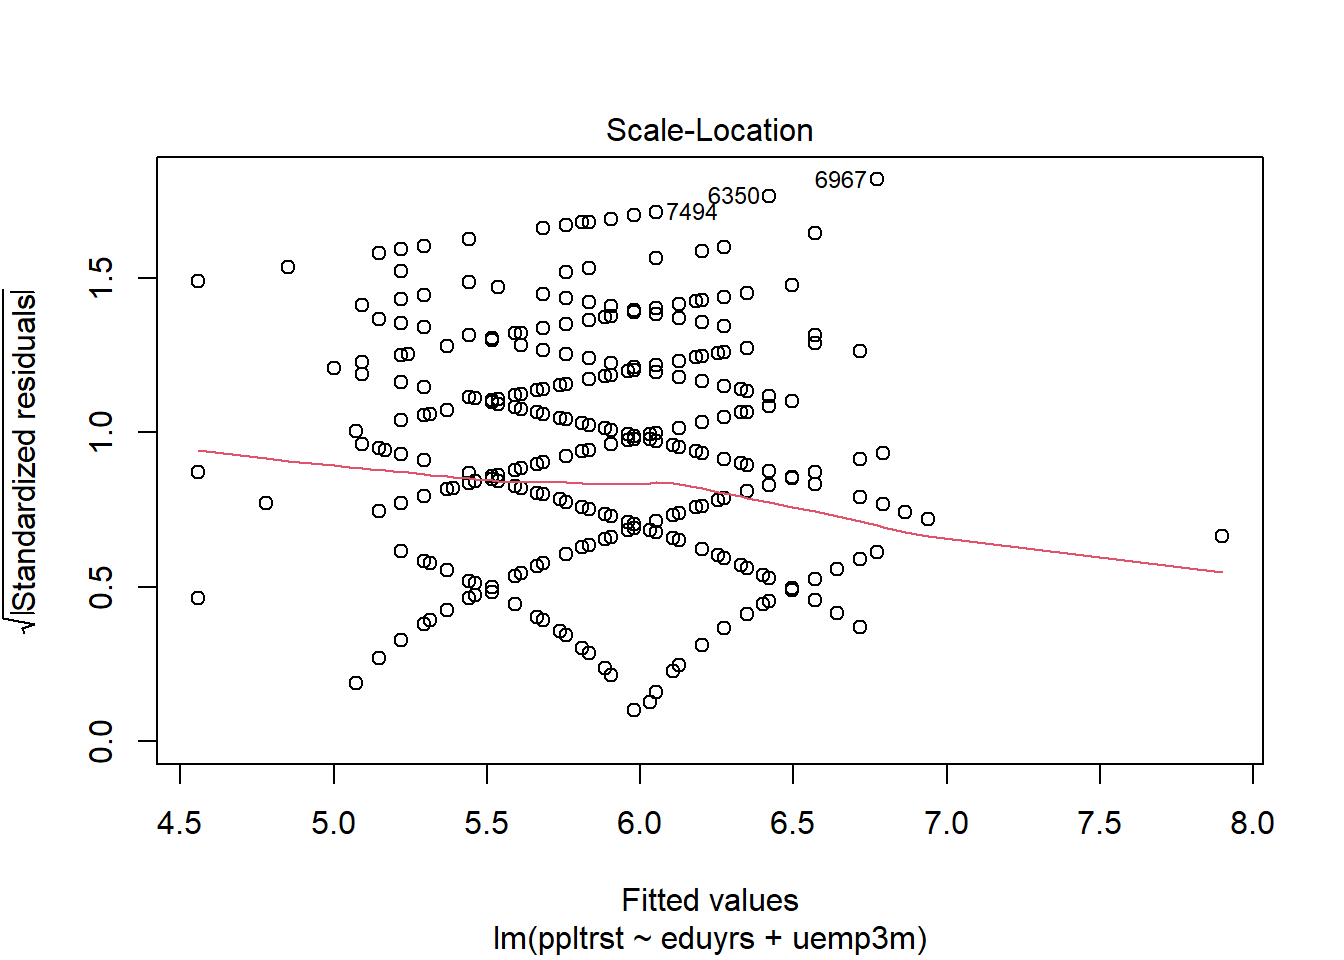 Scale-Location
6967
6350
7494
√|Standardized residuals|
0.0
0.5
1.0
1.5
4.5 5.0 5.5 6.0 6.5 7.0 7.5 8.0
Fitted values
lm(ppltrst ~ eduyrs + uemp3m)